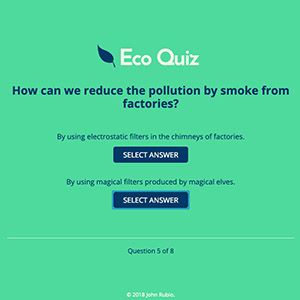 Eco Quiz
How can we reduce the pollution by smoke from
factories?
By using electrostatic filters in the chimneys of factories.
SELECT ANSWER
By using magical filters produced by magical elves.
SELECT ANSWER
Question 5 of 8
© 2018 John Rubio.